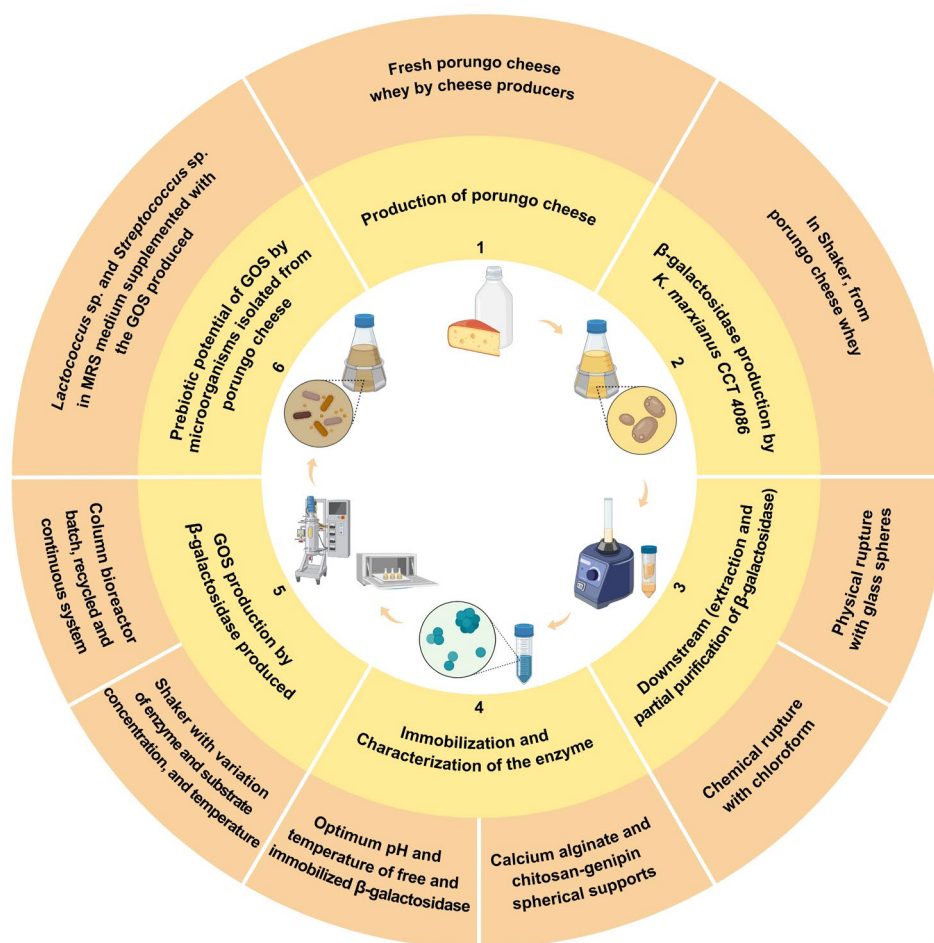 Fresh porungo cheese
whey by cheese producers
Production of porungo cheese
1
In Shaker, from
porungo cheese whey
β-galactosidase production by
K. marxianus CCT 4086
2
Physical rupture
with glass spheres
Chemical rupture
with chloroform
Downstream (extraction and
partial purification of β-galactosidase)
3
4
Immobilization and
Characterization of the enzyme
Calcium alginate and
chitosan-genipin
spherical supports
Optimum pH and
temperature of free and
immobilized β-galactosidase
5
GOS production by
β-galactosidase produced
Shaker with variation
of enzyme and substrate
concentration, and temperature
Column bioreactor
batch, recycled and
continuous system
Lactococcus sp. and Streptococcus sp.
in MRS medium supplemented with
the GOS produced
Prebiotic potential of GOS by
microorganisms isolated from
porungo cheese
6